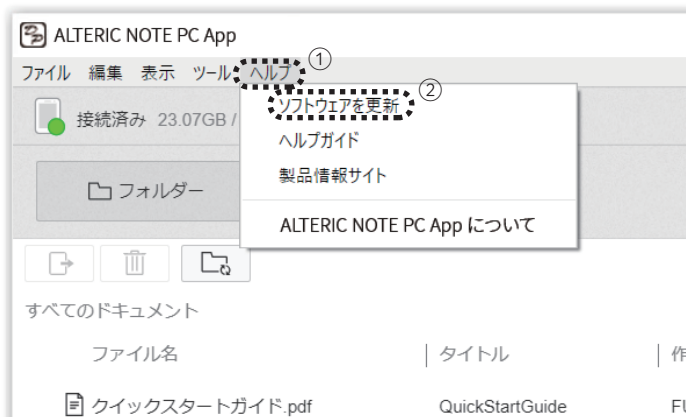 ALTERIC NOTE PC App
ファイル 編集 表示 ツール ヘルプ ①
ソフトウェアを更新 ②
接続済み 23.07GB /
ヘルプガイド
製品情報サイト
フォルダー
ALTERIC NOTE PC App について
すべてのドキュメント
ファイル名 タイトル 作
クイックスタートガイド.pdf QuickStartGuide